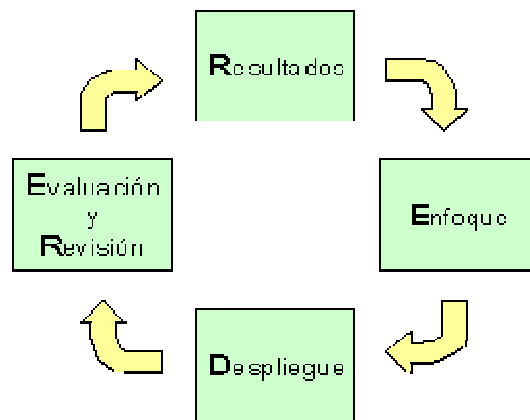 Resultados
Enfoque
Despliegue
Evaluación
y
Revisión